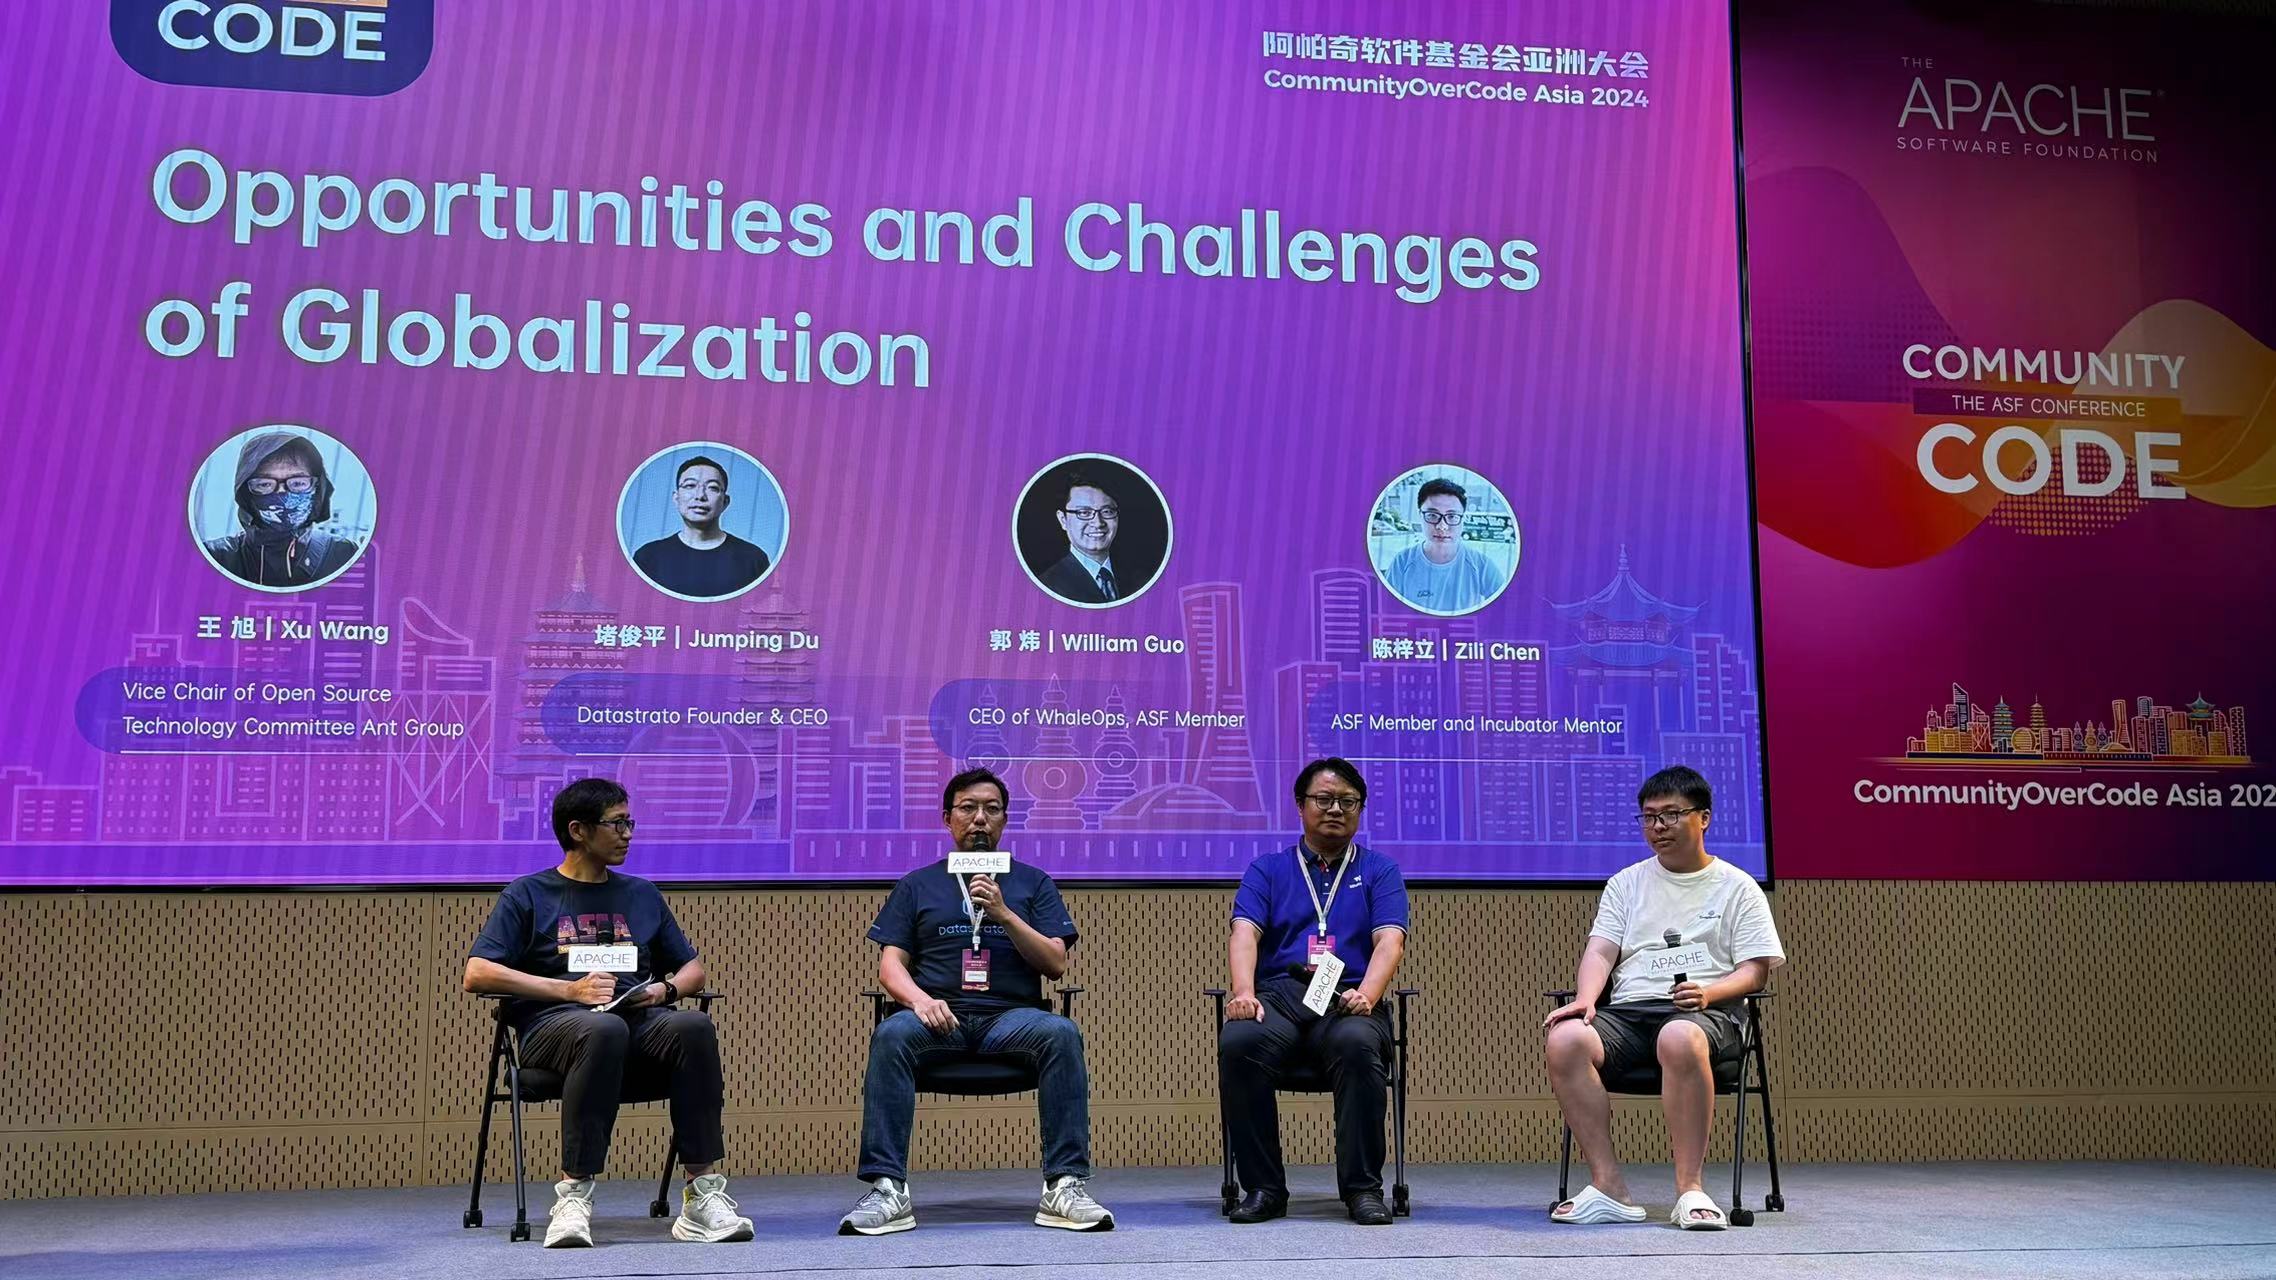 CODE
阿帕奇软件基金会亚洲大会
CommunityOverCode Asia 2024
Opportunities and Challenges
of Globalization
王 旭 | Xu Wang
Vice Chair of Open Source
Technology Committee Ant Group
堵俊平 | Jumping Du
Datastrato Founder & CEO
郭 炜 | William Guo
CEO of WhaleOps, ASF Member
陈梓立 | Zili Chen
ASF Member and Incubator Mentor
THE
APACHE
SOFTWARE FOUNDATION
COMMUNITY
THE ASF CONFERENCE
CODE
CommunityOverCode Asia 202
ASIA
APACHE
APACHE
Datastrato
APACHE
APACHE